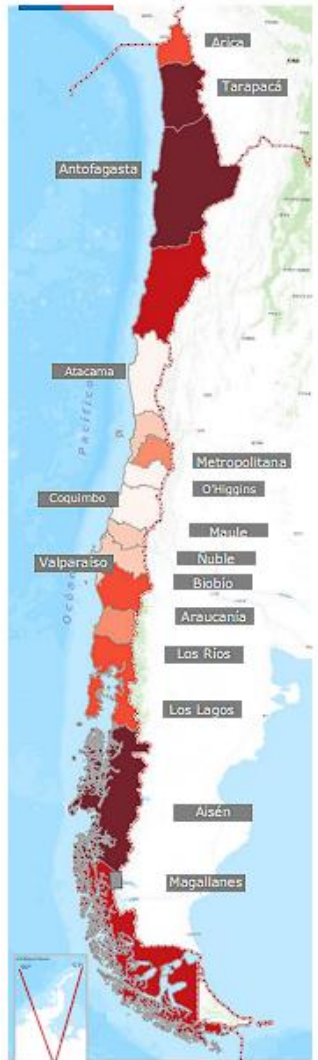 Arica
Tarapacá
Antofagasta
Atacama
Pacífico
Metropolitana
O'Higgins
Coquimbo
Maule
Ñuble
Valparaíso
Biobío
Océano
Araucanía
Los Ríos
Los Lagos
Aisén
Magallanes